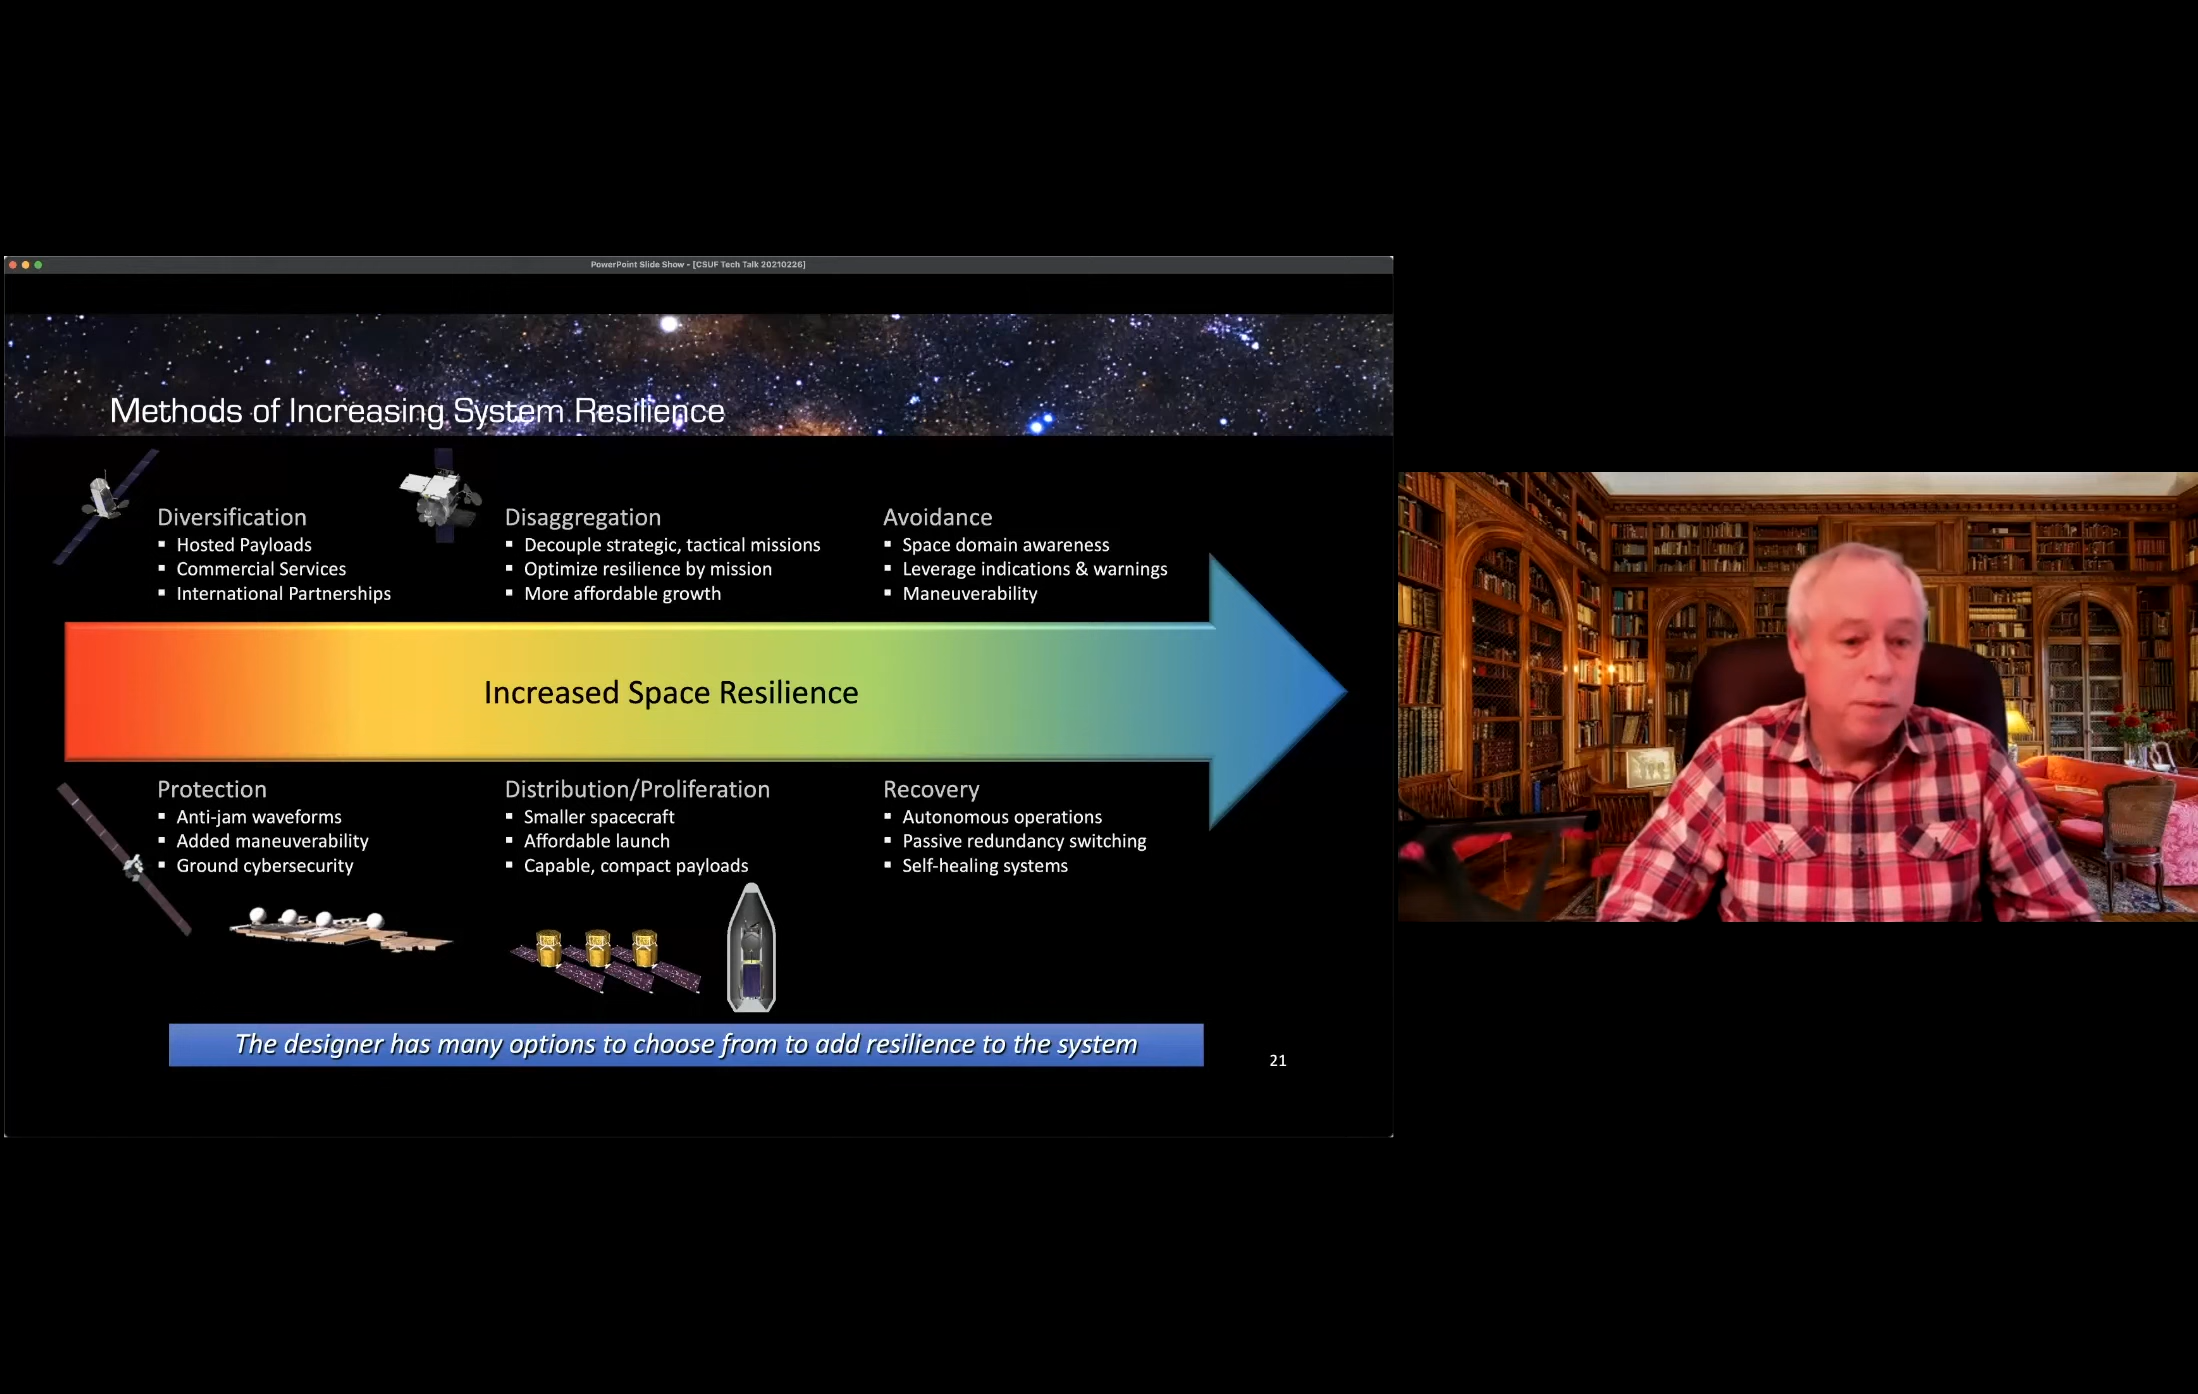 PowerPoint Slide Show - [CSUF Tech Talk 20210226]
Methods of Increasing System Resilience
Diversification
▪ Hosted Payloads
▪ Commercial Services
▪ International Partnerships
Disaggregation
▪ Decouple strategic, tactical missions
▪ Optimize resilience by mission
▪ More affordable growth
Avoidance
▪ Space domain awareness
▪ Leverage indications & warnings
▪ Maneuverability
Increased Space Resilience
Protection
▪ Anti-jam waveforms
▪ Added maneuverability
▪ Ground cybersecurity
Distribution/Proliferation
▪ Smaller spacecraft
▪ Affordable launch
▪ Capable, compact payloads
Recovery
▪ Autonomous operations
▪ Passive redundancy switching
▪ Self-healing systems
The designer has many options to choose from to add resilience to the system
21